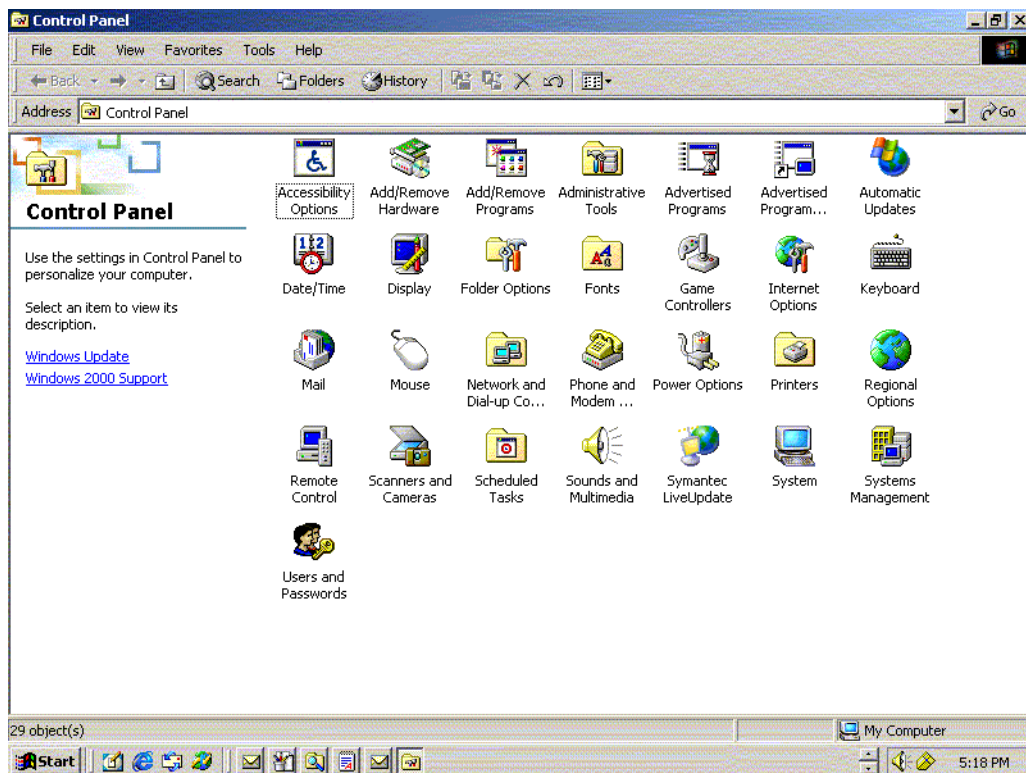 Control Panel
File Edit View Favorites Tools Help
Back Search Folders History
Address Control Panel Go
Control Panel
Use the settings in Control Panel to
personalize your computer.
Select an item to view its
description.
Windows Update
Windows 2000 Support
Accessibility Options
Add/Remove Hardware
Add/Remove Programs
Administrative Tools
Advertised Programs
Advertised Program...
Automatic Updates
Date/Time
Display
Folder Options
Fonts
Game Controllers
Internet Options
Keyboard
Mail
Mouse
Network and Dial-up Co...
Phone and Modem ...
Power Options
Printers
Regional Options
Remote Control
Scanners and Cameras
Scheduled Tasks
Sounds and Multimedia
Symantec LiveUpdate
System
Systems Management
Users and Passwords
29 object(s) My Computer
Start 5:18 PM